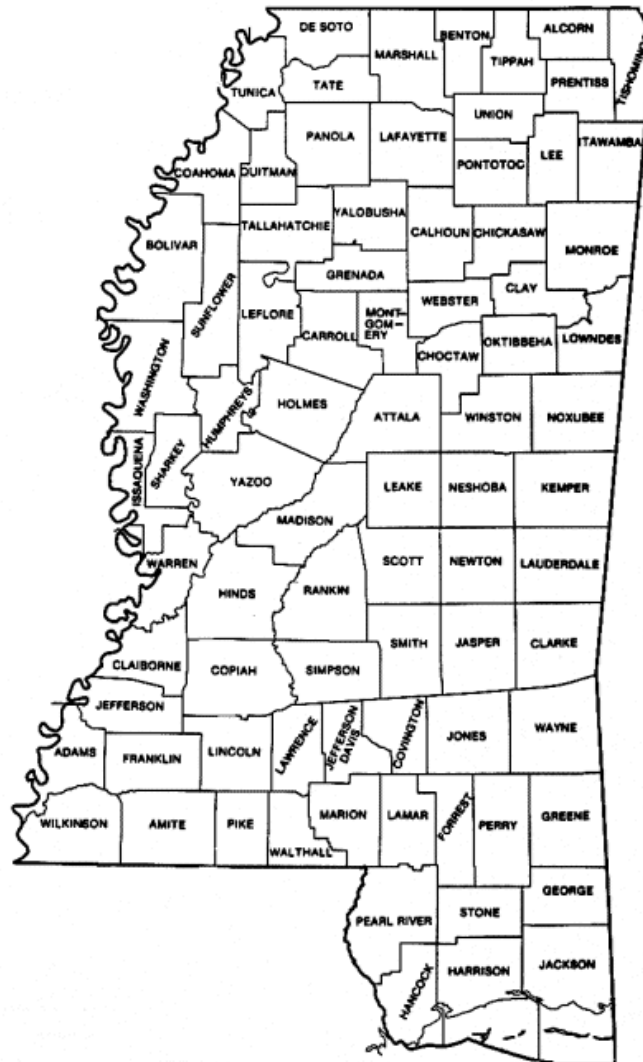 DE SOTO
BENTON
ALCORN
TISHOMINGO
MARSHALL
TIPPAH
TATE
TUNICA
PRENTISS
UNION
PANOLA
LAFAYETTE
ITAWAMBA
LEE
PONTOTOC
COAHOMA
QUITMAN
YALOBUSHA
TALLAHATCHIE
CALHOUN
CHICKASAW
BOLIVAR
MONROE
GRENADA
SUNFLOWER
LEFLORE
WEBSTER
CLAY
CARROLL
MONT-
GOM-
ERY
OKTIBBEHA
LOWNDES
CHOCTAW
WASHINGTON
HUMPHREYS
HOLMES
ATTALA
WINSTON
NOXUBEE
ISSAQUENA
SHARKEY
YAZOO
LEAKE
NESHOBA
KEMPER
MADISON
WARREN
SCOTT
NEWTON
LAUDERDALE
HINDS
RANKIN
SMITH
JASPER
CLARKE
CLAIBORNE
COPIAH
SIMPSON
JEFFERSON
LAWRENCE
JEFFERSON
DAVIS
COVINGTON
JONES
WAYNE
ADAMS
FRANKLIN
LINCOLN
WILKINSON
AMITE
PIKE
WALTHALL
MARION
LAMAR
FORREST
PERRY
GREENE
GEORGE
PEARL RIVER
STONE
HANCOCK
HARRISON
JACKSON